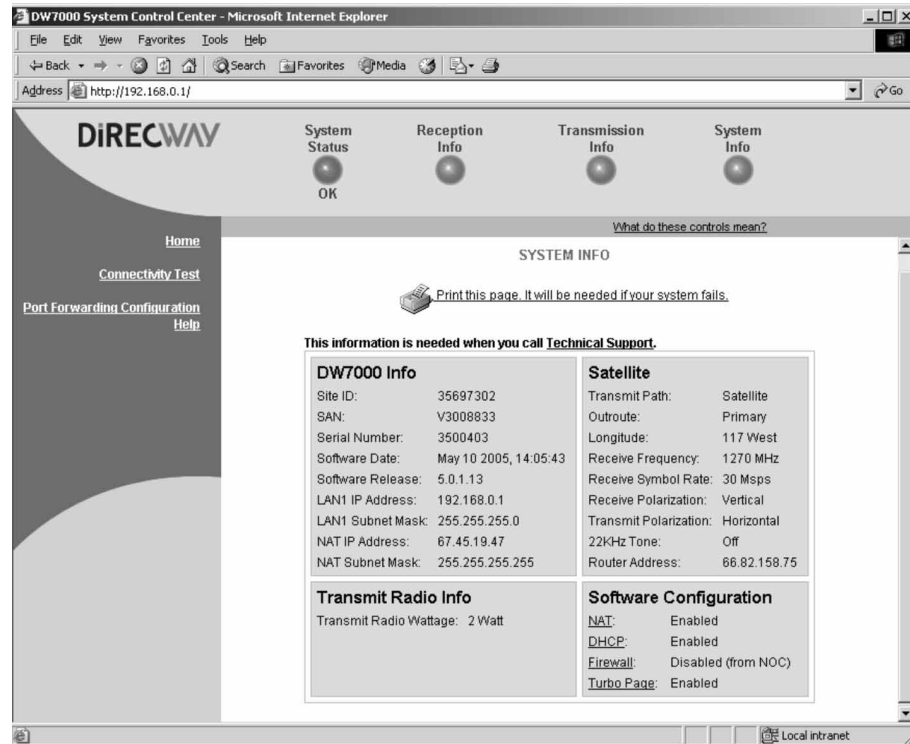 DW7000 System Control Center - Microsoft Internet Explorer
File Edit View Favorites Tools Help
Back Search Favorites Media
Address http://192.168.0.1/ Go
DiRECWAY
System Status Reception Info Transmission Info System Info
OK
What do these controls mean?
Home
Connectivity Test
Port Forwarding Configuration
Help
SYSTEM INFO
Print this page. It will be needed if your system fails.
This information is needed when you call Technical Support.
DW7000 Info
Site ID: 35697302
SAN: V3008833
Serial Number: 3500403
Software Date: May 10 2005, 14:05:43
Software Release: 5.0.1.13
LAN1 IP Address: 192.168.0.1
LAN1 Subnet Mask: 255.255.255.0
NAT IP Address: 67.45.19.47
NAT Subnet Mask: 255.255.255.255
Satellite
Transmit Path: Satellite
Outroute: Primary
Longitude: 117 West
Receive Frequency: 1270 MHz
Receive Symbol Rate: 30 Msps
Receive Polarization: Vertical
Transmit Polarization: Horizontal
22KHz Tone: Off
Router Address: 66.82.158.75
Transmit Radio Info
Transmit Radio Wattage: 2 Watt
Software Configuration
NAT: Enabled
DHCP: Enabled
Firewall: Disabled (from NOC)
Turbo Page: Enabled
Local intranet